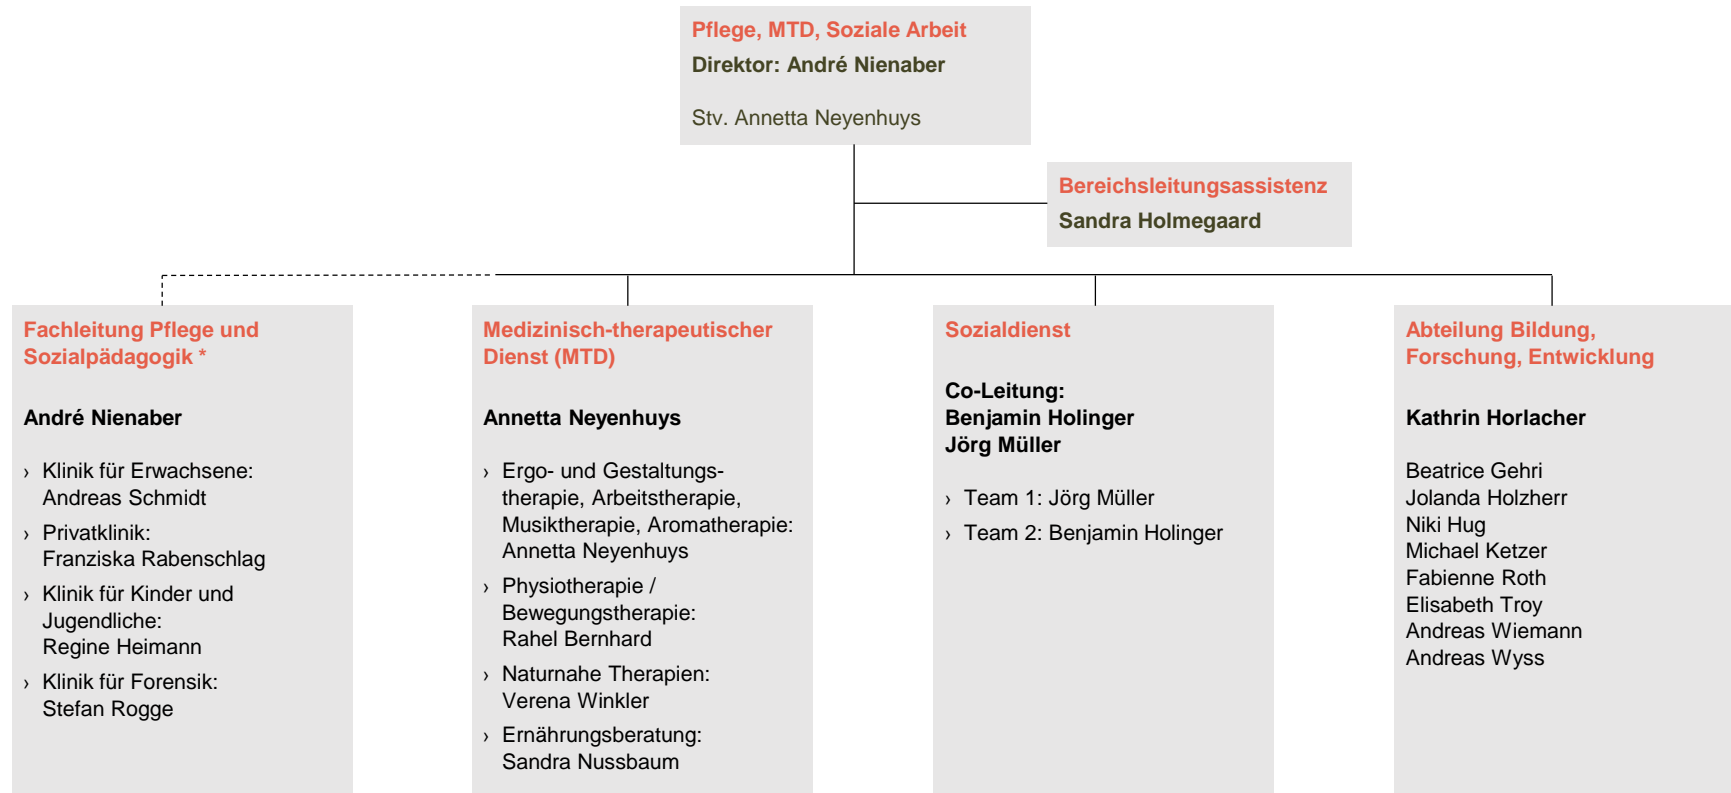 Pflege, MTD, Soziale Arbeit
Direktor: André Nienaber
Stv. Annetta Neyenhuys
Bereichsleitungsassistenz
Sandra Holmegaard
Fachleitung Pflege und
Sozialpädagogik *
André Nienaber
› Klinik für Erwachsene:
Andreas Schmidt
› Privatklinik:
Franziska Rabenschlag
› Klinik für Kinder und
Jugendliche:
Regine Heimann
› Klinik für Forensik:
Stefan Rogge
Medizinisch-therapeutischer
Dienst (MTD)
Annetta Neyenhuys
› Ergo- und Gestaltungs-
therapie, Arbeitstherapie,
Musiktherapie, Aromatherapie:
Annetta Neyenhuys
› Physiotherapie /
Bewegungstherapie:
Rahel Bernhard
› Naturnahe Therapien:
Verena Winkler
› Ernährungsberatung:
Sandra Nussbaum
Sozialdienst
Co-Leitung:
Benjamin Holinger
Jörg Müller
› Team 1: Jörg Müller
› Team 2: Benjamin Holinger
Abteilung Bildung,
Forschung, Entwicklung
Kathrin Horlacher
Beatrice Gehri
Jolanda Holzherr
Niki Hug
Michael Ketzer
Fabienne Roth
Elisabeth Troy
Andreas Wiemann
Andreas Wyss